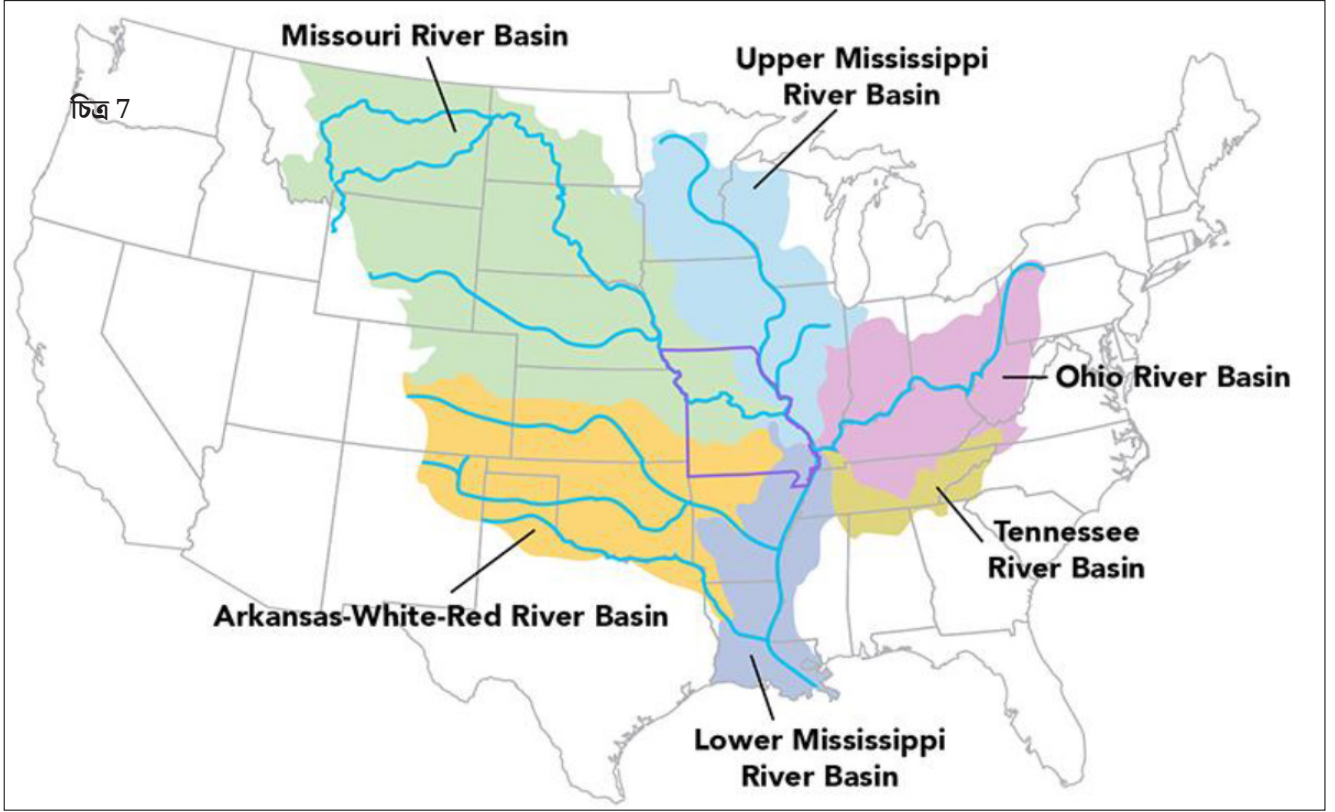 Missouri River Basin
Upper Mississippi
River Basin
চিত্র 7
Ohio River Basin
Tennessee
River Basin
Arkansas-White-Red River Basin
Lower Mississippi
River Basin